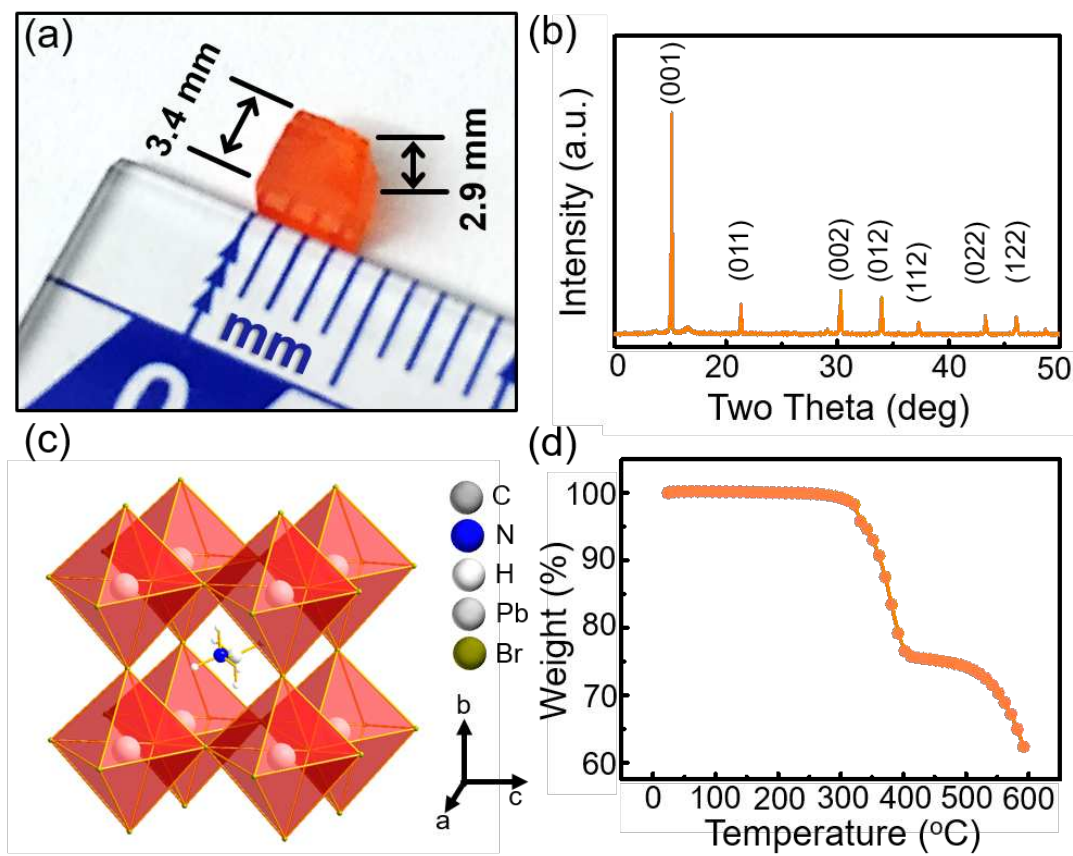 (a)
3.4 mm
2.9 mm
mm
0
(b)
Intensity (a.u.)
(001)
(011)
(002)
(012)
(112)
(022)
(122)
0 20 30 40 50
Two Theta (deg)
(c)
C
N
H
Pb
Br
b
c
a
(d)
Weight (%)
100
90
80
75
70
60
0 100 200 300 400 500 600
Temperature (°C)